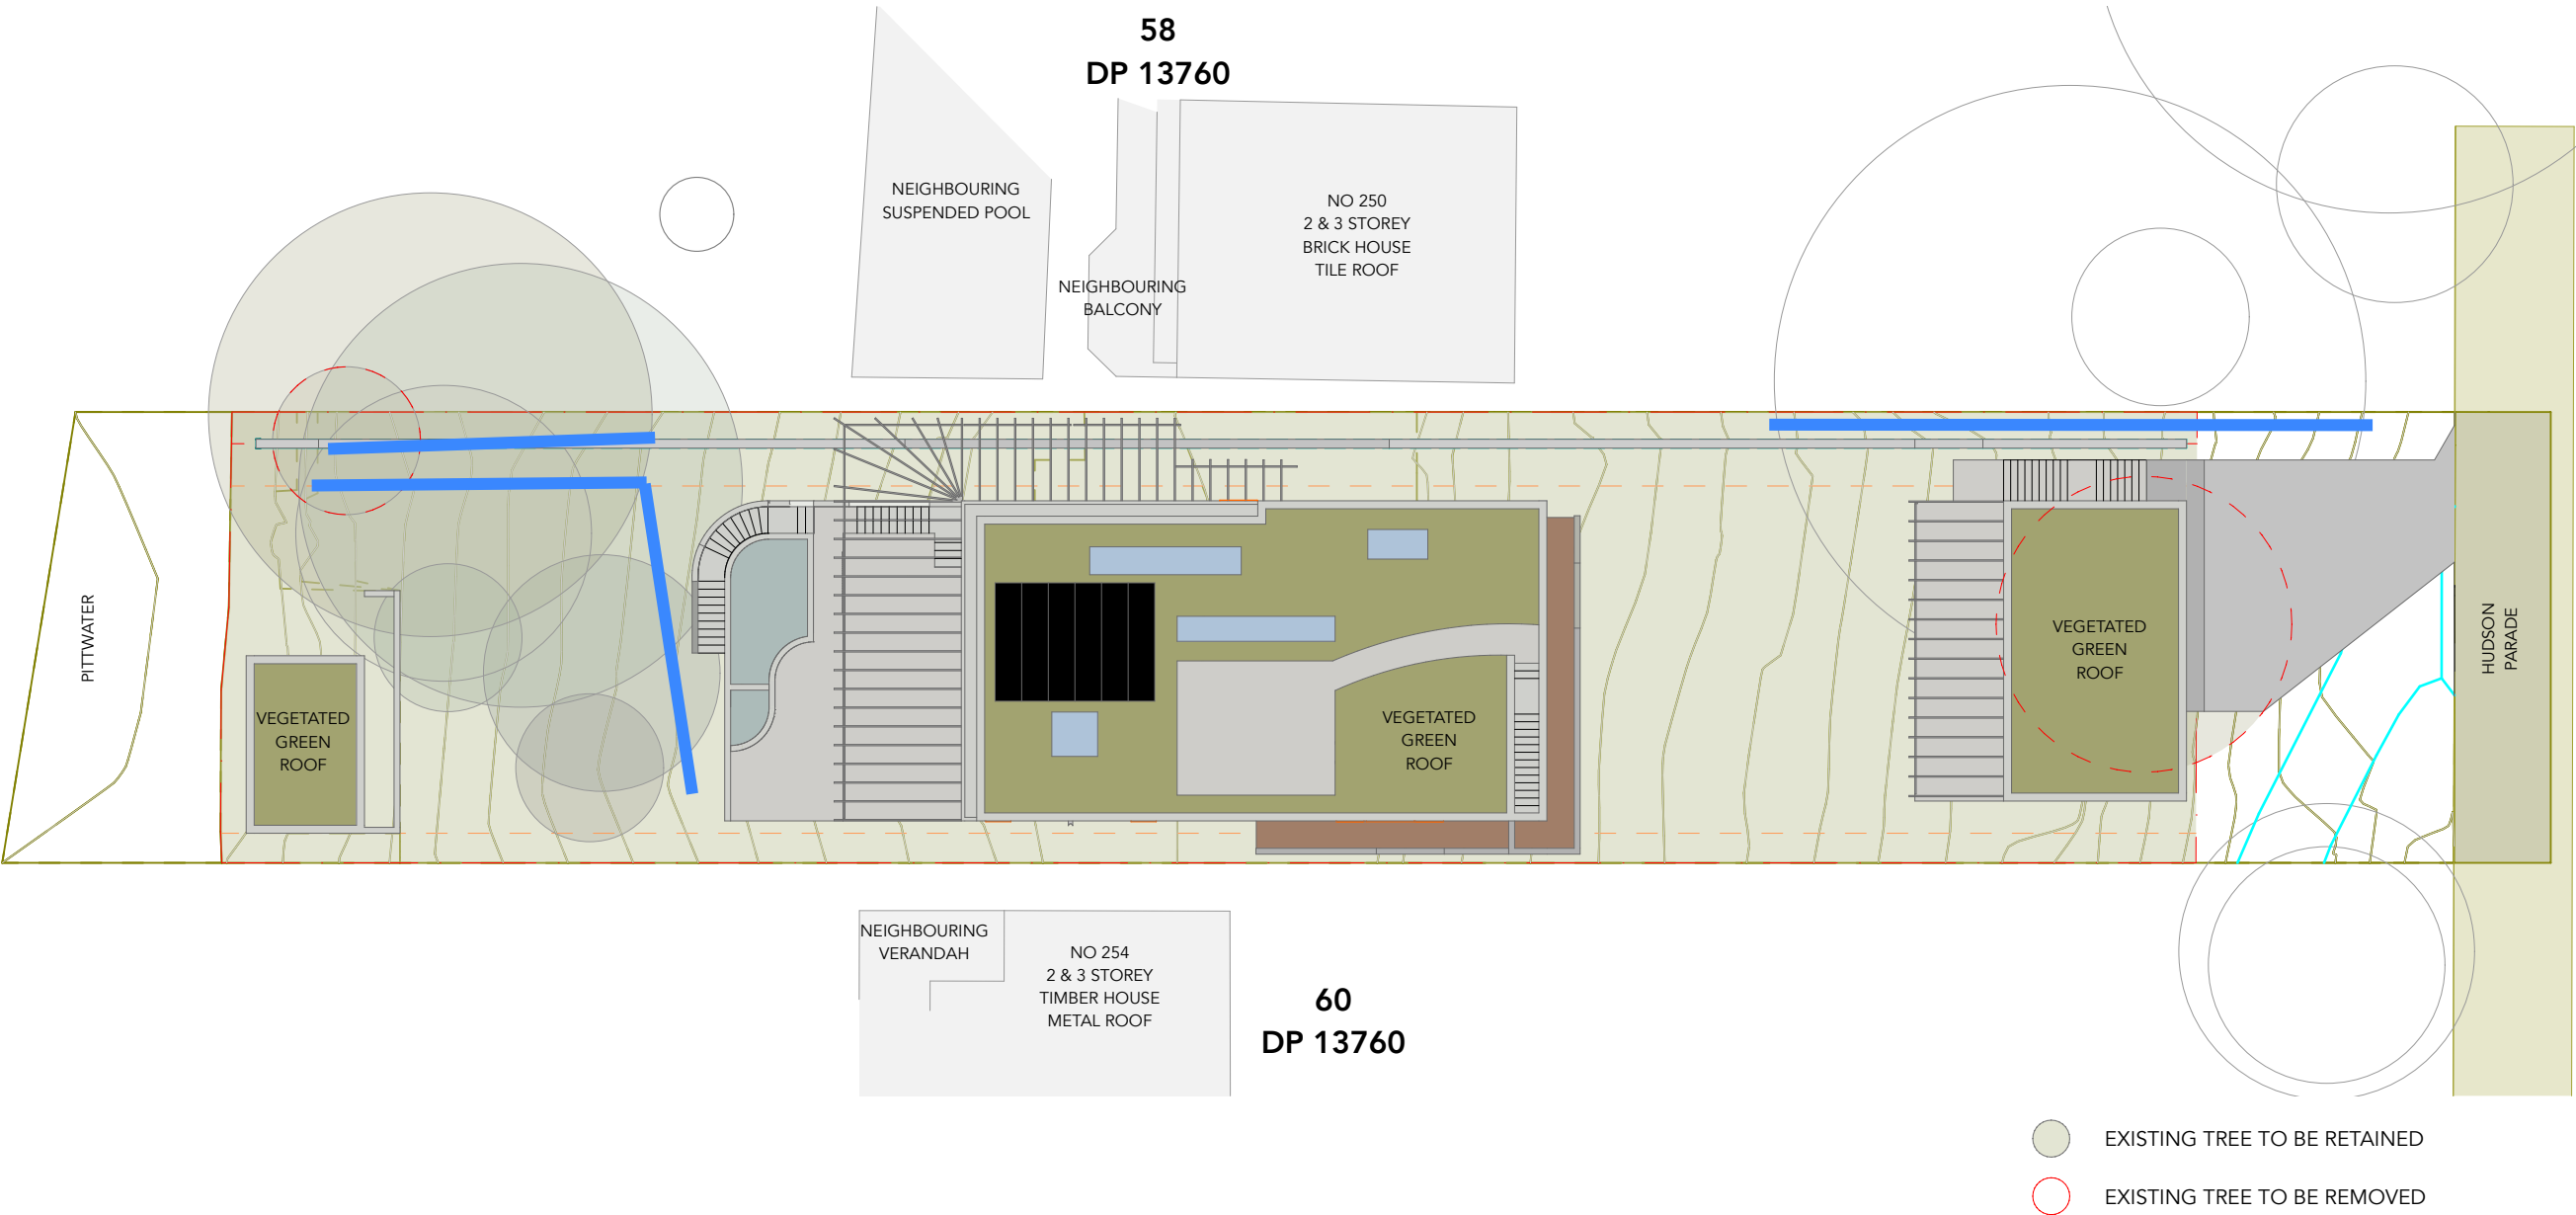 58
DP 13760
NEIGHBOURING
SUSPENDED POOL
NEIGHBOURING
BALCONY
NO 250
2 & 3 STOREY
BRICK HOUSE
TILE ROOF
PITTWATER
VEGETATED
GREEN
ROOF
VEGETATED
GREEN
ROOF
VEGETATED
GREEN
ROOF
HUDSON
PARADE
NEIGHBOURING
VERANDAH
NO 254
2 & 3 STOREY
TIMBER HOUSE
METAL ROOF
60
DP 13760
EXISTING TREE TO BE RETAINED
EXISTING TREE TO BE REMOVED